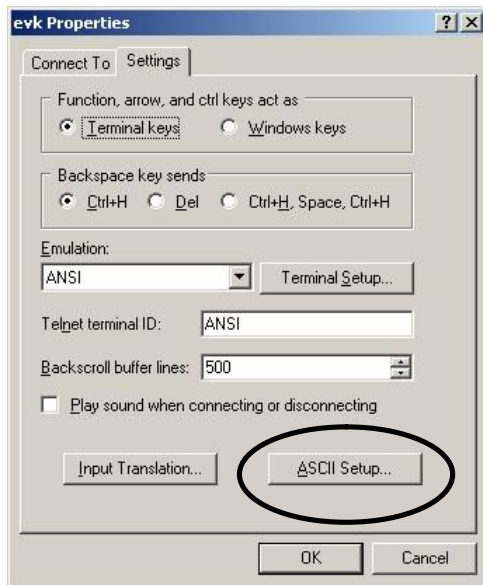 evk Properties
Connect To Settings
Function, arrow, and ctrl keys act as
Terminal keys Windows keys
Backspace key sends
Ctrl+H Del Ctrl+H, Space, Ctrl+H
Emulation:
ANSI Terminal Setup...
Telnet terminal ID: ANSI
Backscroll buffer lines: 500
Play sound when connecting or disconnecting
Input Translation... ASCII Setup...
OK Cancel